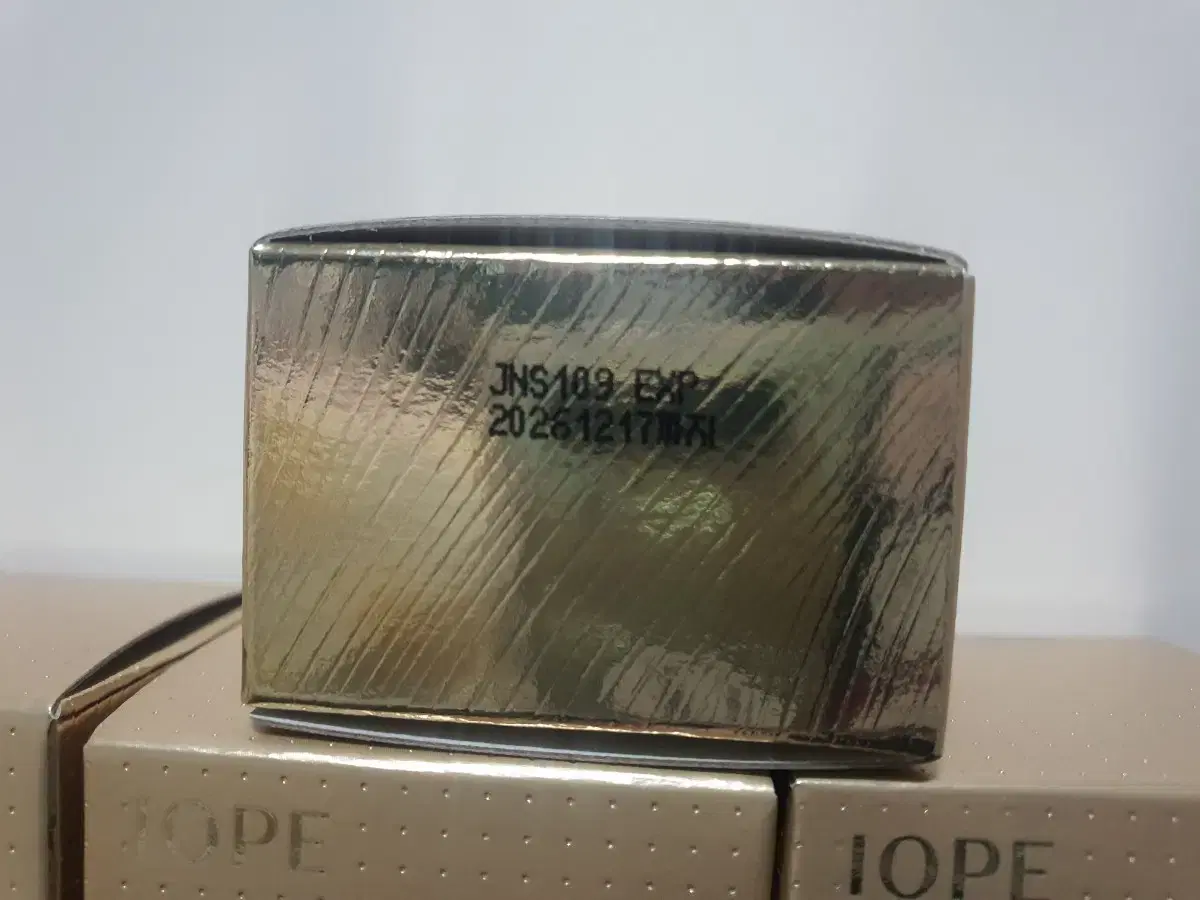 JNS109 EXP
20261217까지
IOPE
IOPE